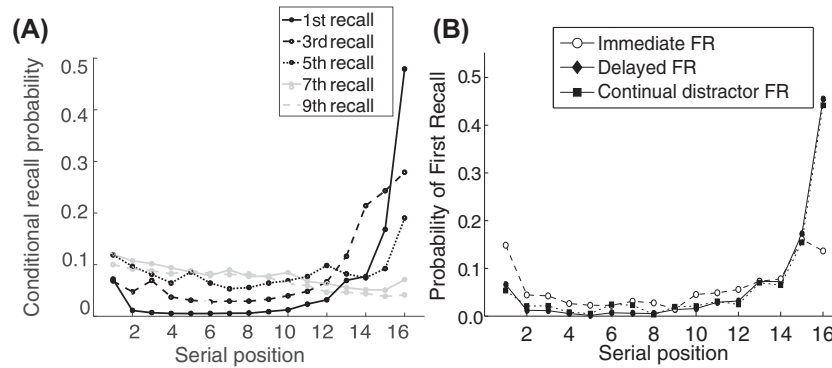 (A)
1st recall
3rd recall
5th recall
7th recall
9th recall
Conditional recall probability
0.5
0.4
0.3
0.2
0.1
0
2 4 6 8 10 12 14 16
Serial position
(B)
Immediate FR
Delayed FR
Continual distractor FR
Probability of First Recall
0.5
0.4
0.3
0.2
0.1
0.0
2 4 6 8 10 12 14 16
Serial position